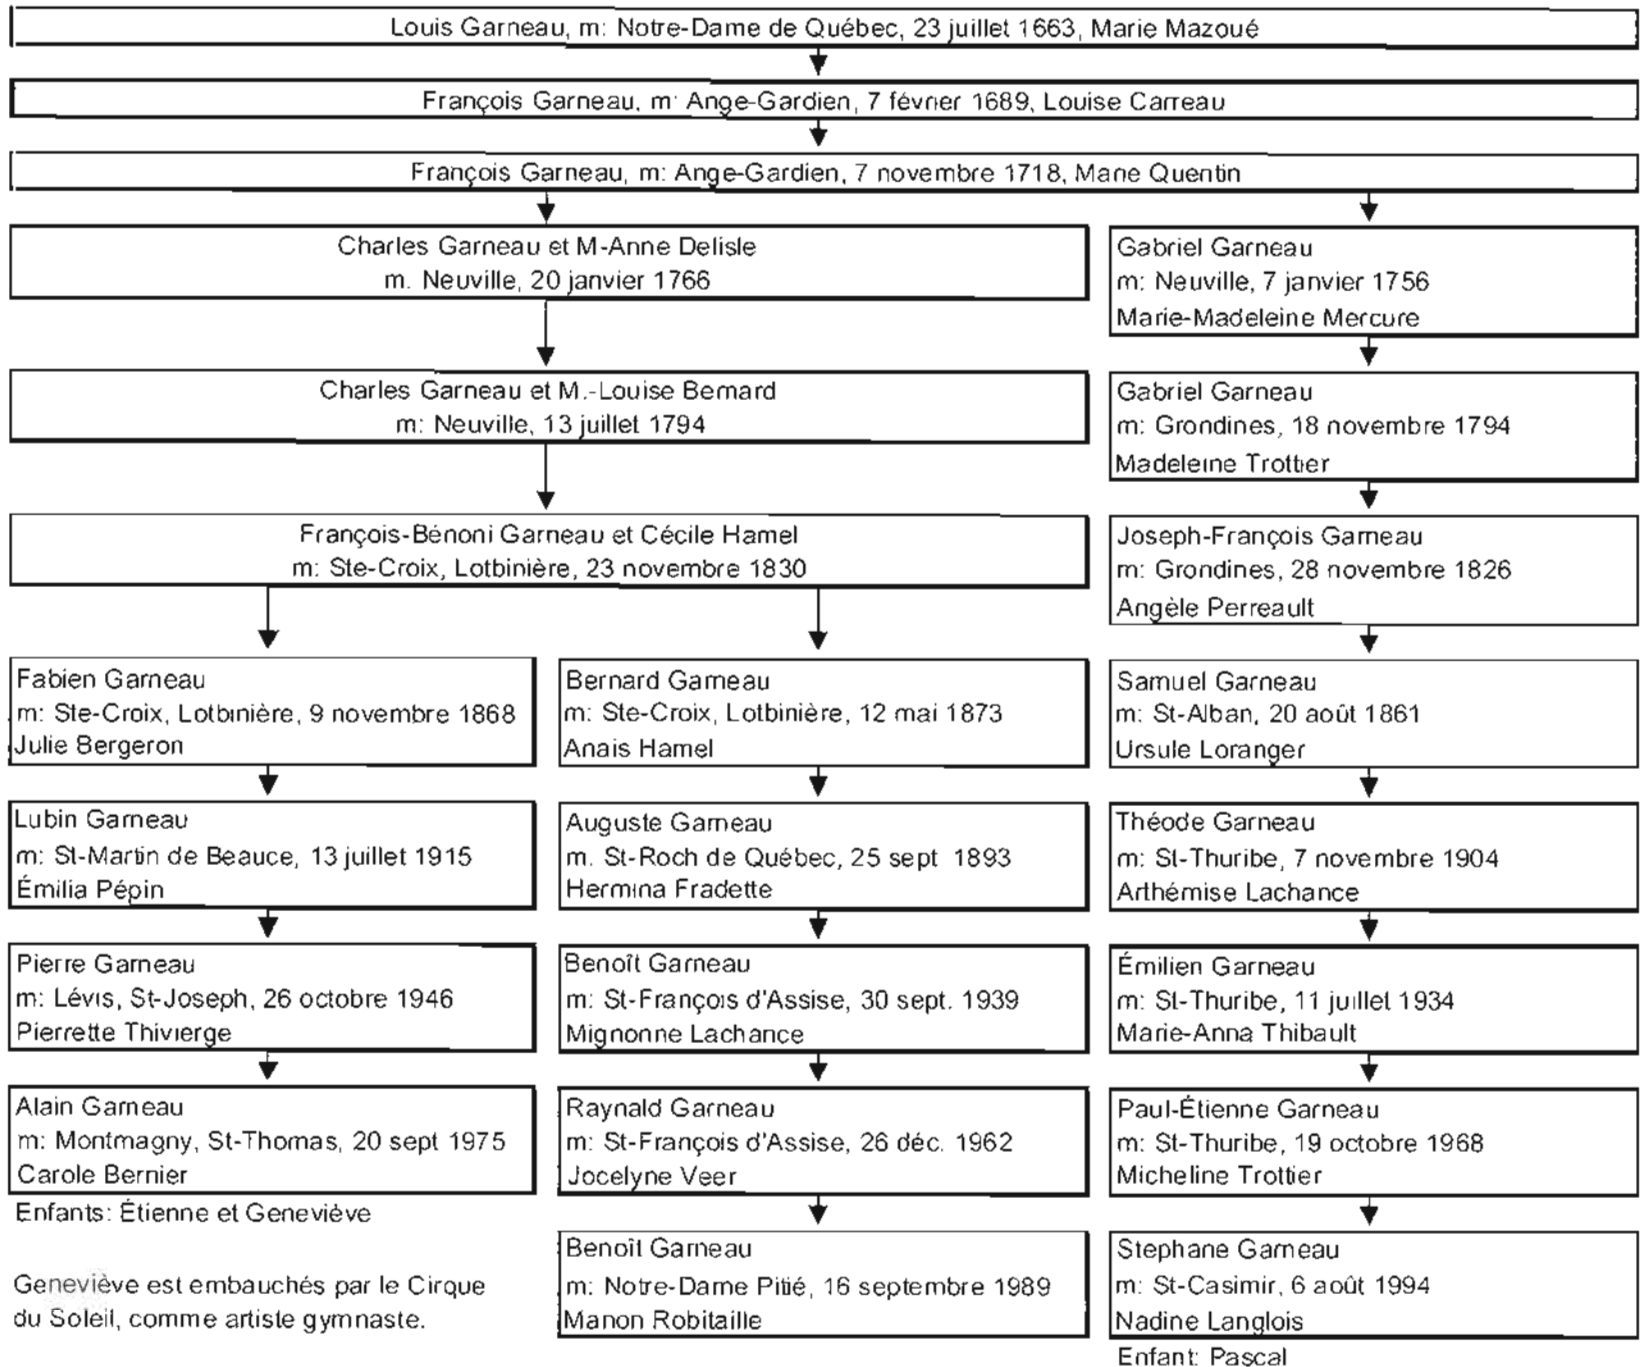 Louis Garneau, m: Notre-Dame de Québec, 23 juillet 1663, Marie Mazoué
François Garneau, m: Ange-Gardien, 7 février 1689, Louise Carreau
François Garneau, m: Ange-Gardien, 7 novembre 1718, Marie Quentin
Charles Garneau et M-Anne Delisle
m. Neuville, 20 janvier 1766
Gabriel Garneau
m: Neuville, 7 janvier 1756
Marie-Madeleine Mercure
Charles Garneau et M.-Louise Bernard
m: Neuville, 13 juillet 1794
Gabriel Garneau
m: Grondines, 18 novembre 1794
Madeleine Trottier
François-Bénoni Garneau et Cécile Hamel
m: Ste-Croix, Lotbinière, 23 novembre 1830
Joseph-François Garneau
m: Grondines, 28 novembre 1826
Angèle Perreault
Fabien Garneau
m: Ste-Croix, Lotbinière, 9 novembre 1868
Julie Bergeron
Bernard Garneau
m: Ste-Croix, Lotbinière, 12 mai 1873
Anais Hamel
Samuel Garneau
m: St-Alban, 20 août 1861
Ursule Loranger
Lubin Garneau
m: St-Martin de Beauce, 13 juillet 1915
Émilia Pépin
Auguste Garneau
m. St-Roch de Québec, 25 sept 1893
Hermina Fradette
Théode Garneau
m: St-Thuribe, 7 novembre 1904
Arthémise Lachance
Pierre Garneau
m: Lévis, St-Joseph, 26 octobre 1946
Pierrette Thivierge
Benoît Garneau
m: St-François d'Assise, 30 sept. 1939
Mignonne Lachance
Émilien Garneau
m: St-Thuribe, 11 juillet 1934
Marie-Anna Thibault
Alain Garneau
m: Montmagny, St-Thomas, 20 sept 1975
Carole Bernier
Enfants: Étienne et Geneviève
Geneviève est embauchés par le Cirque
du Soleil, comme artiste gymnaste.
Raynald Garneau
m: St-François d'Assise, 26 déc. 1962
Jocelyne Veer
Paul-Étienne Garneau
m: St-Thuribe, 19 octobre 1968
Micheline Trottier
Benoît Garneau
m: Notre-Dame Pitié, 16 septembre 1989
Manon Robitaille
Stephane Garneau
m: St-Casimir, 6 août 1994
Nadine Langlois
Enfant: Pascal